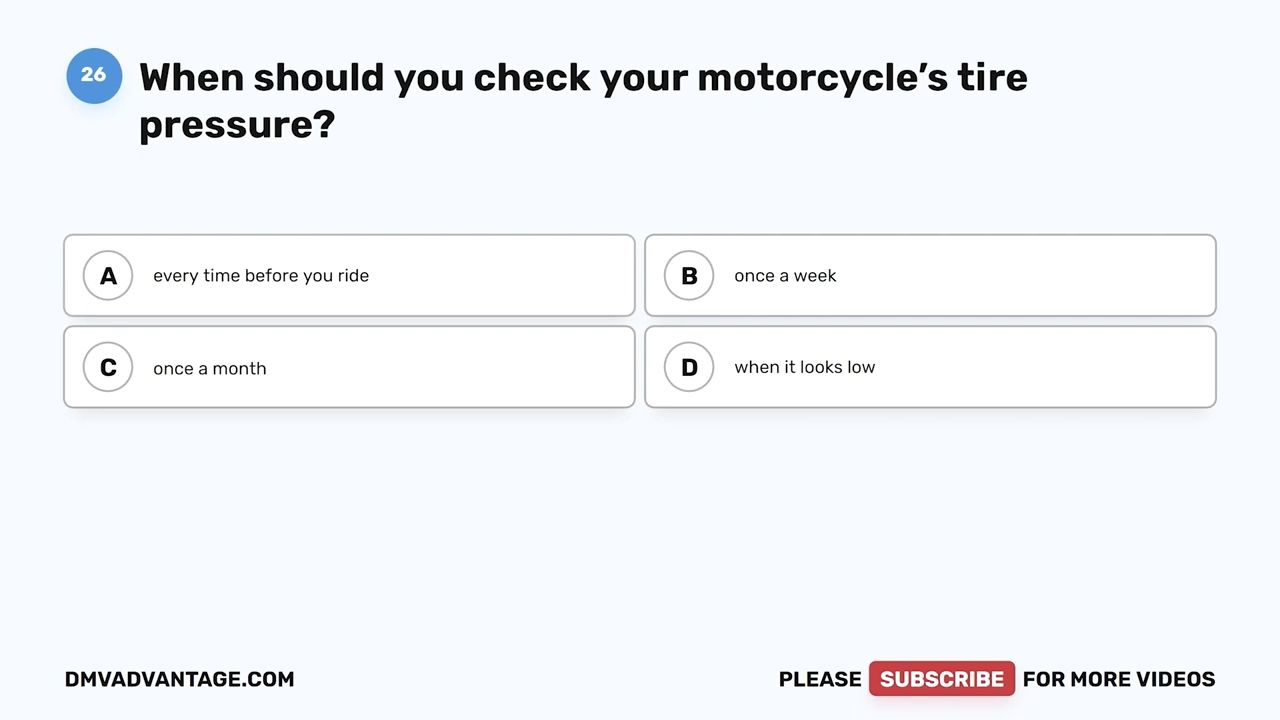 26
When should you check your motorcycle’s tire
pressure?
A every time before you ride
B once a week
C once a month
D when it looks low
DMVADVANTAGE.COM
PLEASE SUBSCRIBE FOR MORE VIDEOS